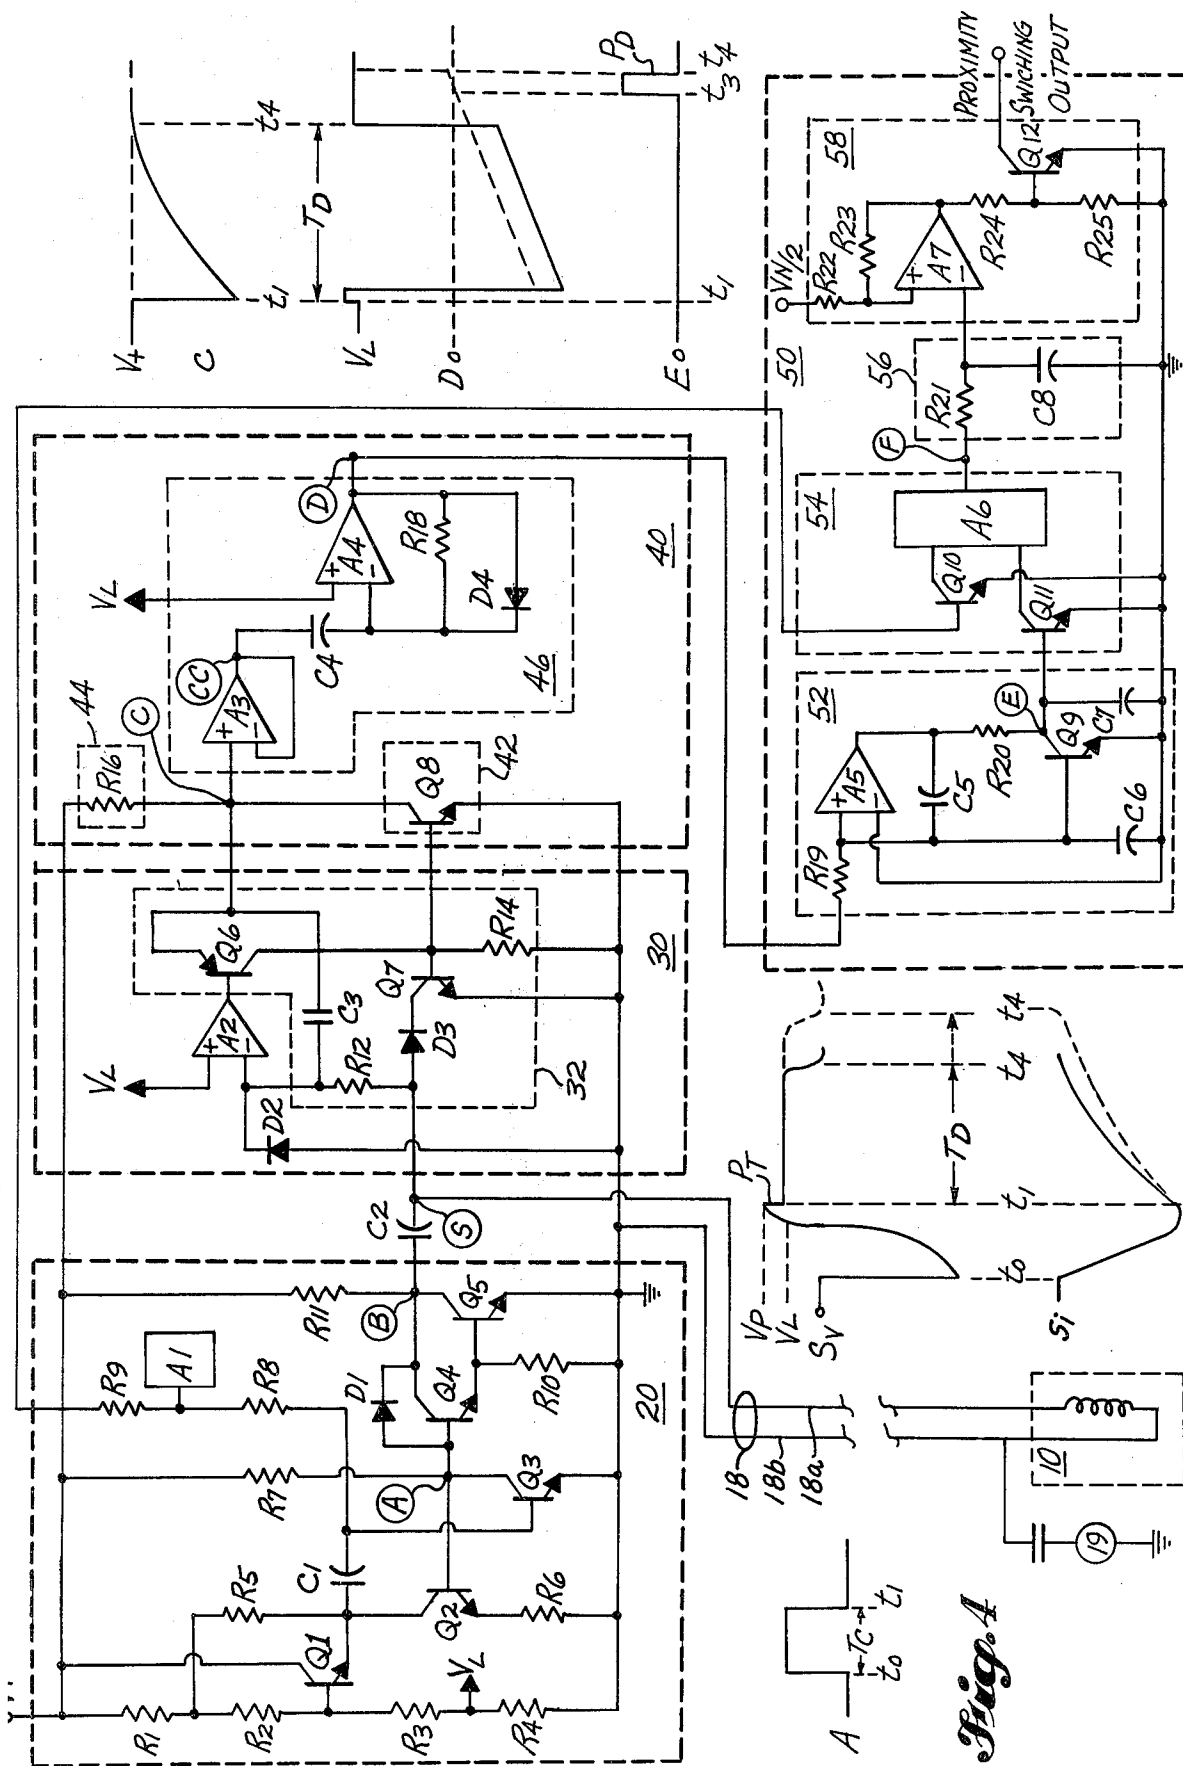 V+
C
t1
t4
TD
VL
D0
E0
PD
t1
t3 t4
44
R16
C
CC
A3
C4
VL
A4
D
R18
D4
46
40
Q8
42
VL
A2
Q6
C3
R12
D2
D3
Q7
R14
32
30
C2
S
R1
R2
R3
R4
VL
Q1
R5
C1
Q2
R6
R7
A
Q3
R9
A1
R8
D1
Q4
R10
R11
B
Q5
20
50
52
R19
A5
C5
R20
E
Q9
C6
C7
54
Q10
Q11
A6
F
56
R21
C8
58
VN/2
R22
R23
A7
R24
R25
Q12
PROXIMITY
SWICHING
OUTPUT
A
t0
TC
t1
18
18b
18a
19
10
VP
VL
SV
PT
t0
t1
TD
t4
t4
Si
Fig. 4